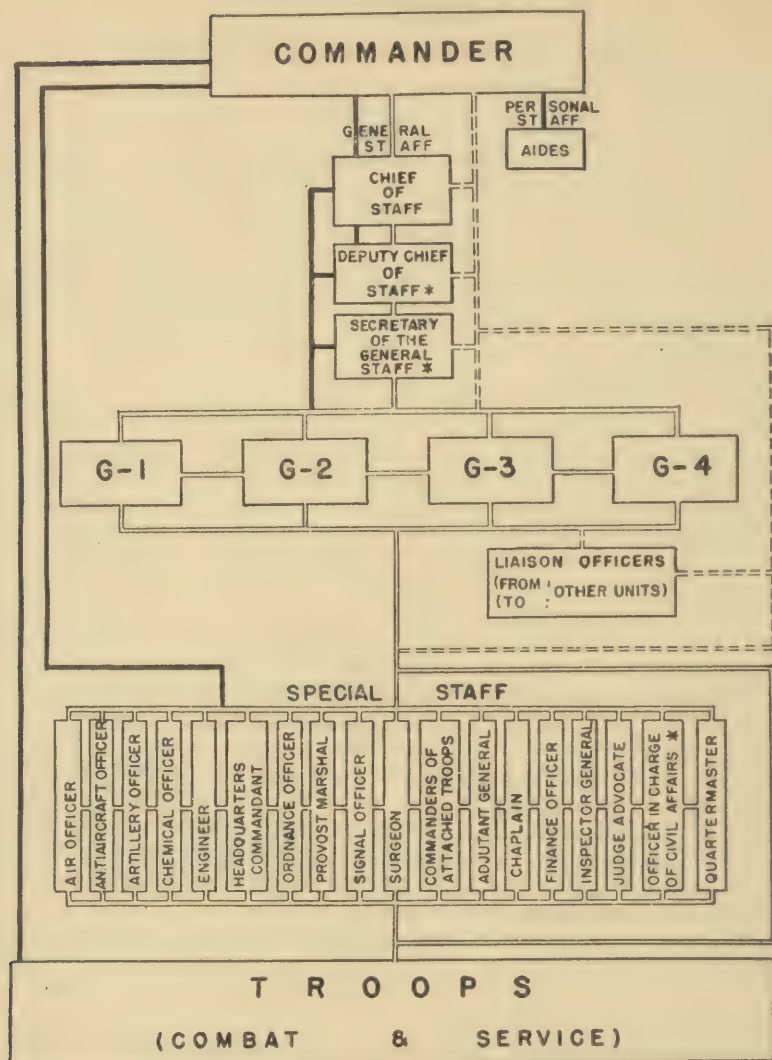 COMMANDER
PERSONAL
STAFF
AIDES
GENERAL
STAFF
CHIEF
OF
STAFF
DEPUTY CHIEF
OF
STAFF *
SECRETARY
OF THE
GENERAL
STAFF *
G-1
G-2
G-3
G-4
LIAISON OFFICERS
(FROM : OTHER UNITS)
(TO :
SPECIAL STAFF
AIR OFFICER
ANTIAIRCRAFT OFFICER
ARTILLERY OFFICER
CHEMICAL OFFICER
ENGINEER
HEADQUARTERS
COMMANDANT
ORDNANCE OFFICER
PROVOST MARSHAL
SIGNAL OFFICER
SURGEON
COMMANDERS OF
ATTACHED TROOPS
ADJUTANT GENERAL
CHAPLAIN
FINANCE OFFICER
INSPECTOR GENERAL
JUDGE ADVOCATE
OFFICER IN CHARGE
OF CIVIL AFFAIRS *
QUARTERMASTER
TROOPS
(COMBAT & SERVICE)